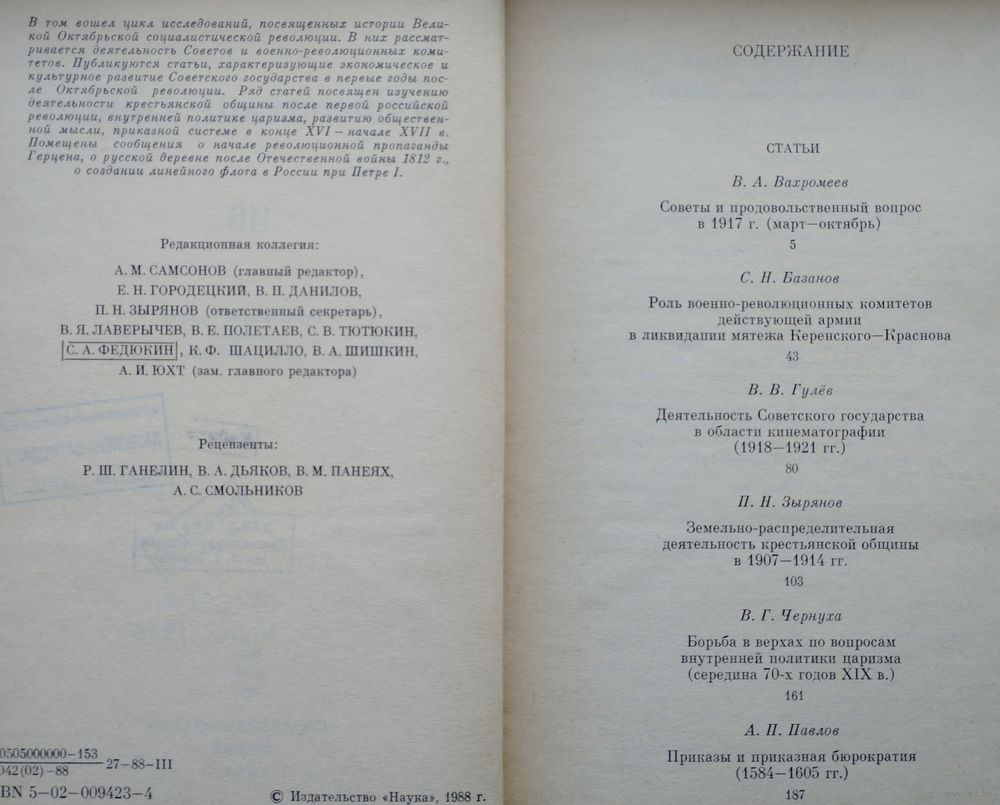 В том вошел цикл исследований, посвященных истории Вели-
кой Октябрьской социалистической революции. В них рассмат-
ривается деятельность Советов и военно-революционных коми-
тетов. Публикуются статьи, характеризующие экономическое и
культурное развитие Советского государства в первые годы пос-
ле Октябрьской революции. Ряд статей посвящен изучению
деятельности крестьянской общины после первой российской
революции, внутренней политике царизма, развитию обществен-
ной мысли, приказной системе в конце XVI — начале XVII в.
Помещены сообщения о начале революционной пропаганды
Герцена, о русской деревне после Отечественной войны 1812 г.,
о создании линейного флота в России при Петре I.
Редакционная коллегия:
А. М. САМСОНОВ (главный редактор),
Е. Н. ГОРОДЕЦКИЙ, В. П. ДАНИЛОВ,
П. Н. ЗЫРЯНОВ (ответственный секретарь),
В. Я. ЛАВЕРЫЧЕВ, В. Е. ПОЛЕТАЕВ, С. В. ТЮТЮКИН,
С. А. ФЕДЮКИН, К. Ф. ШАЦИЛЛО, В. А. ШИШКИН,
А. И. ЮХТ (зам. главного редактора)
Рецензенты:
Р. Ш. ГАНЕЛИН, В. А. ДЬЯКОВ, В. М. ПАНЕЯХ,
А. С. СМОЛЬНИКОВ
0505000000—153
042(02)—88
27—88—III
BN 5—02—009423—4
© Издательство «Наука», 1988 г.
СОДЕРЖАНИЕ
СТАТЬИ
В. А. Вахромеев
Советы и продовольственный вопрос
в 1917 г. (март—октябрь)
5
С. Н. Базанов
Роль военно-революционных комитетов
действующей армии
в ликвидации мятежа Керенского—Краснова
43
В. В. Гулёв
Деятельность Советского государства
в области кинематографии
(1918—1921 гг.)
80
П. Н. Зырянов
Земельно-распределительная
деятельность крестьянской общины
в 1907—1914 гг.
103
В. Г. Чернуха
Борьба в верхах по вопросам
внутренней политики царизма
(середина 70-х годов XIX в.)
161
А. П. Павлов
Приказы и приказная бюрократия
(1584—1605 гг.)
187